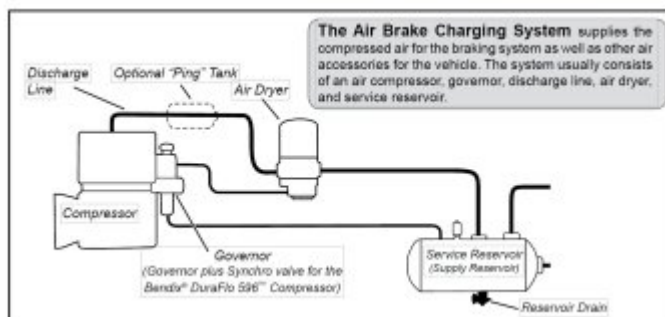 The Air Brake Charging System supplies the
compressed air for the braking system as well as other air
accessories for the vehicle. The system usually consists
of an air compressor, governor, discharge line, air dryer,
and service reservoir.
Discharge
Line
Optional "Ping" Tank
Air Dryer
Compressor
Governor
(Governor plus Synchro valve for the
Bendix® DuraFlo 596™ Compressor)
Service Reservoir
(Supply Reservoir)
Reservoir Drain